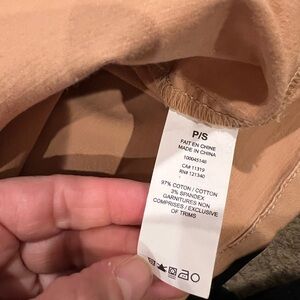 P/S
FAIT EN CHINE
MADE IN CHINA
100045140
CA# 11319
RN# 121340
97% COTON / COTTON
3% SPANDEX
GARNITURES NON
COMPRISES / EXCLUSIVE
OF TRIMS